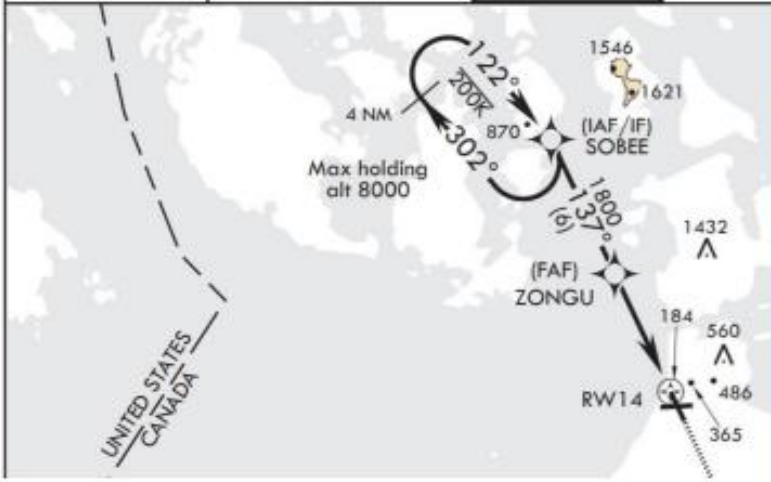 122°
200K
4 NM
302°
Max holding
alt 8000
870
1546
1621
(IAF/IF)
SOBEE
1800
137°
(6)
1432
(FAF)
ZONGU
184
560
RW14
486
365
UNITED STATES
CANADA